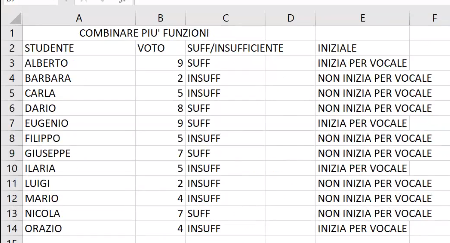 A B C D E F
1 COMBINARE PIU' FUNZIONI
2 STUDENTE VOTO SUFF/INSUFFICIENTE INIZIALE
3 ALBERTO 9 SUFF INIZIA PER VOCALE
4 BARBARA 2 INSUFF NON INIZIA PER VOCALE
5 CARLA 5 INSUFF NON INIZIA PER VOCALE
6 DARIO 8 SUFF NON INIZIA PER VOCALE
7 EUGENIO 9 SUFF INIZIA PER VOCALE
8 FILIPPO 5 INSUFF NON INIZIA PER VOCALE
9 GIUSEPPE 7 SUFF NON INIZIA PER VOCALE
10 ILARIA 5 INSUFF INIZIA PER VOCALE
11 LUIGI 2 INSUFF NON INIZIA PER VOCALE
12 MARIO 4 INSUFF NON INIZIA PER VOCALE
13 NICOLA 7 SUFF NON INIZIA PER VOCALE
14 ORAZIO 4 INSUFF INIZIA PER VOCALE